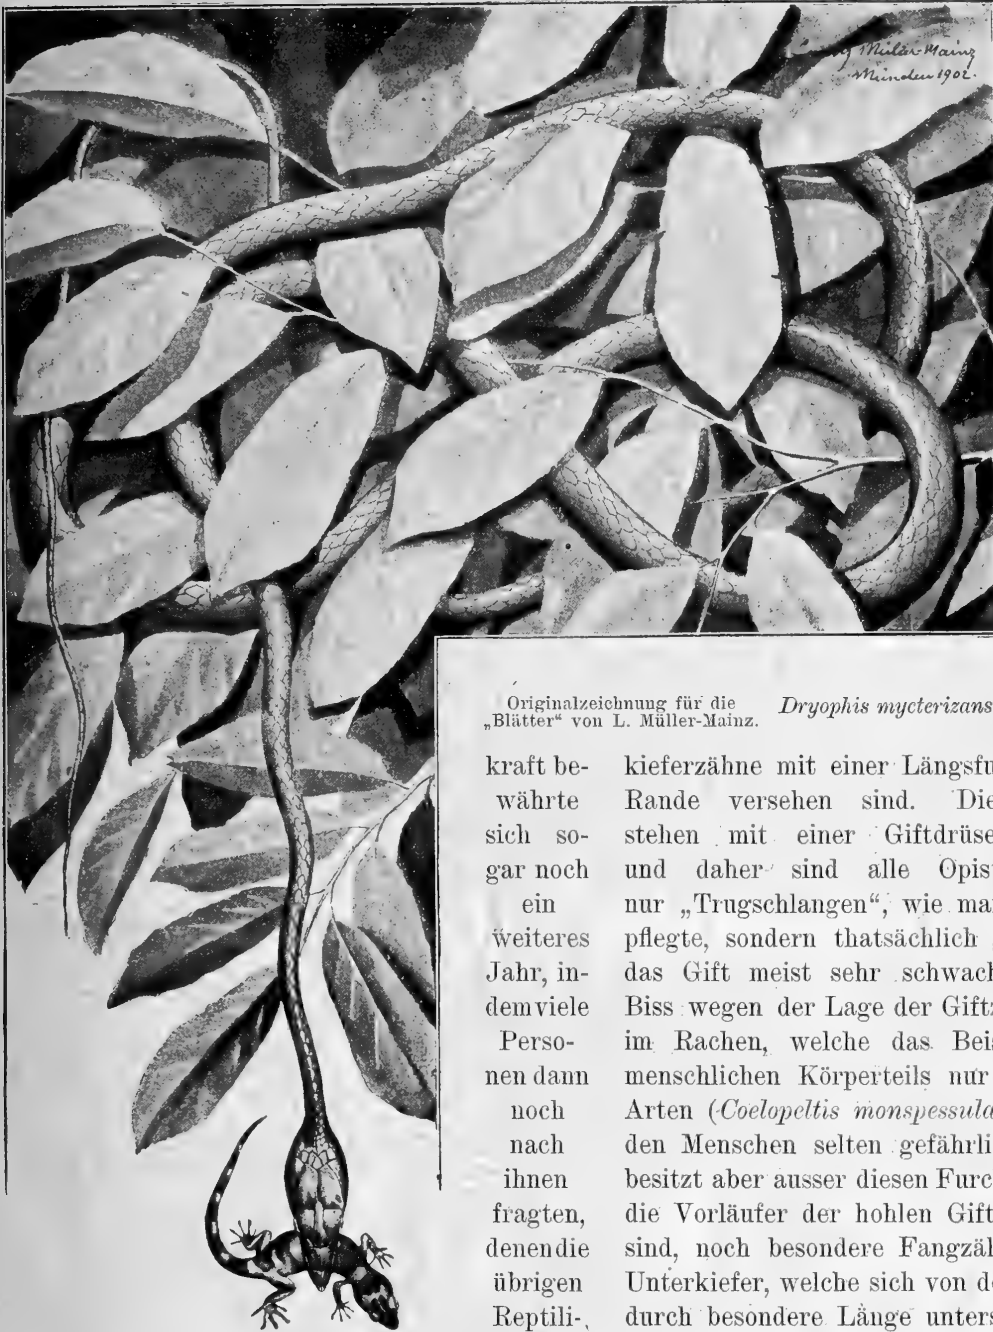 Müller-Mainz
München 1902.
Originalzeichnung für die
„Blätter“ von L. Müller-Mainz.
Dryophis mycterizans
kraft be-
währte
sich so-
gar noch
ein
weiteres
Jahr, in-
dem viele
Perso-
nen dann
noch
nach
ihnen
fragten,
denen die
übrigen
Reptili-
kieferzähne mit einer Längsfu
Rande versehen sind. Die
stehen mit einer Giftdrüse
und daher sind alle Opis
nur „Trugschlangen“, wie ma
pflegte, sondern thatsächlich
das Gift meist sehr schwach
Biss wegen der Lage der Gift
im Rachen, welche das Bei
menschlichen Körperteils nur
Arten (Coelopeltis monspessula
den Menschen selten gefährli
besitzt aber ausser diesen Furc
die Vorläufer der hohlen Gift
sind, noch besondere Fangzäh
Unterkiefer, welche sich von d
durch besondere Länge unters